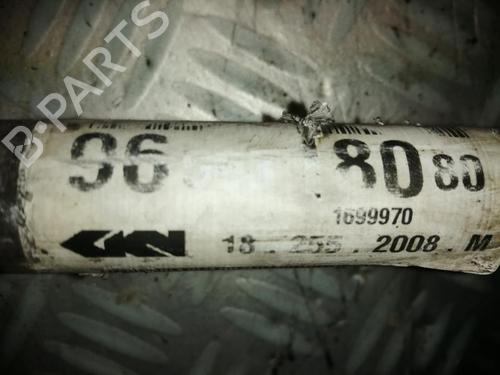 B-PARTS
96 80 80
1699970
GKN 18 . 255 . 2008 . M